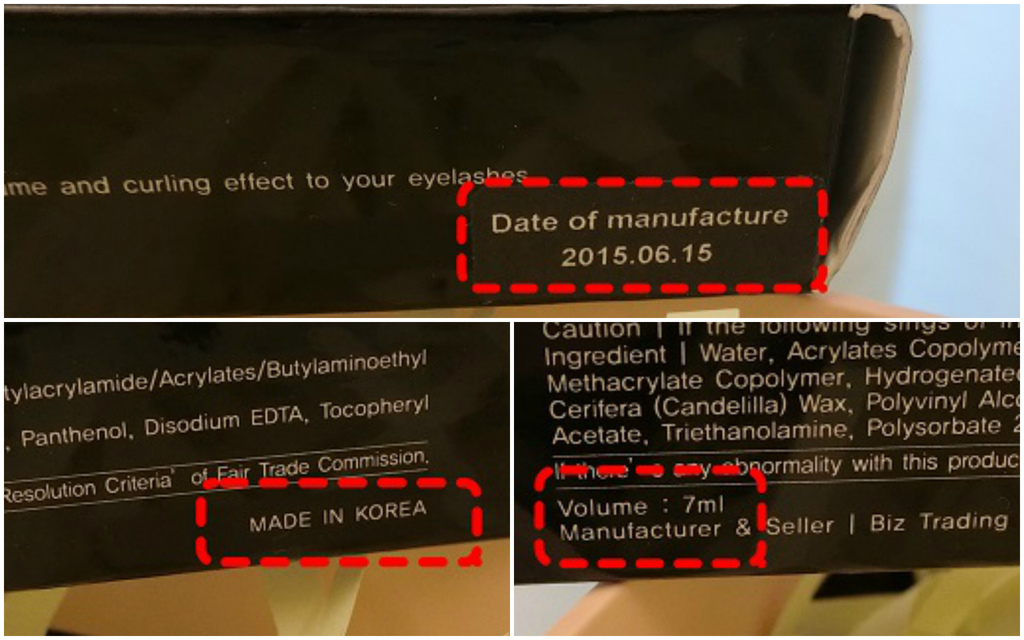 me and curling effect to your eyelashes
Date of manufacture
2015.06.15
tylacrylamide/Acrylates/Butylaminoethyl
, Panthenol, Disodium EDTA, Tocopheryl
Resolution Criteria" of Fair Trade Commission.
MADE IN KOREA
Caution | If the following sings of
Ingredient | Water, Acrylates Copolyme
Methacrylate Copolymer, Hydrogenate
Cerifera (Candelilla) Wax, Polyvinyl Alc
Acetate, Triethanolamine, Polysorbate 2
If there' s any abnormality with this produc
Volume : 7ml
Manufacturer & Seller | Biz Trading